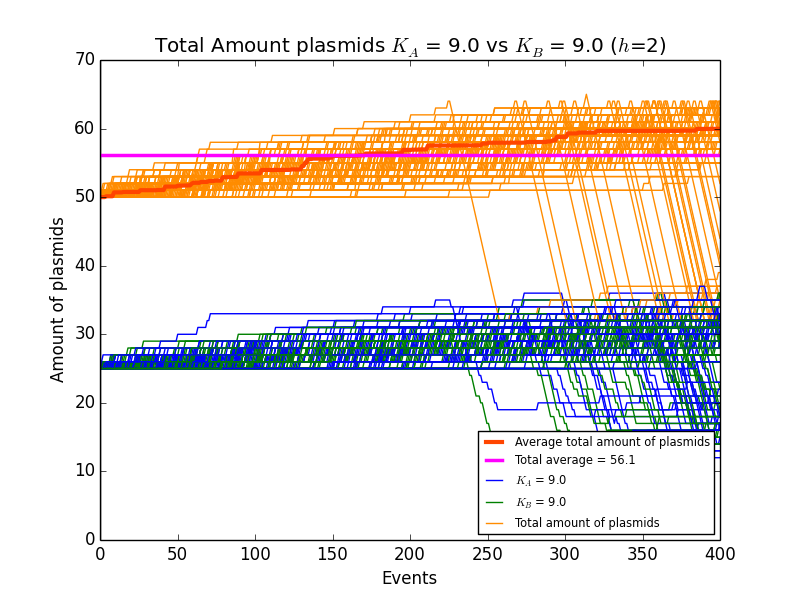 Total Amount plasmids K_A = 9.0 vs K_B = 9.0 (h=2)
70
60
50
40
30
20
10
0
Amount of plasmids
Average total amount of plasmids
Total average = 56.1
K_A = 9.0
K_B = 9.0
Total amount of plasmids
0 50 100 150 200 250 300 350 400
Events